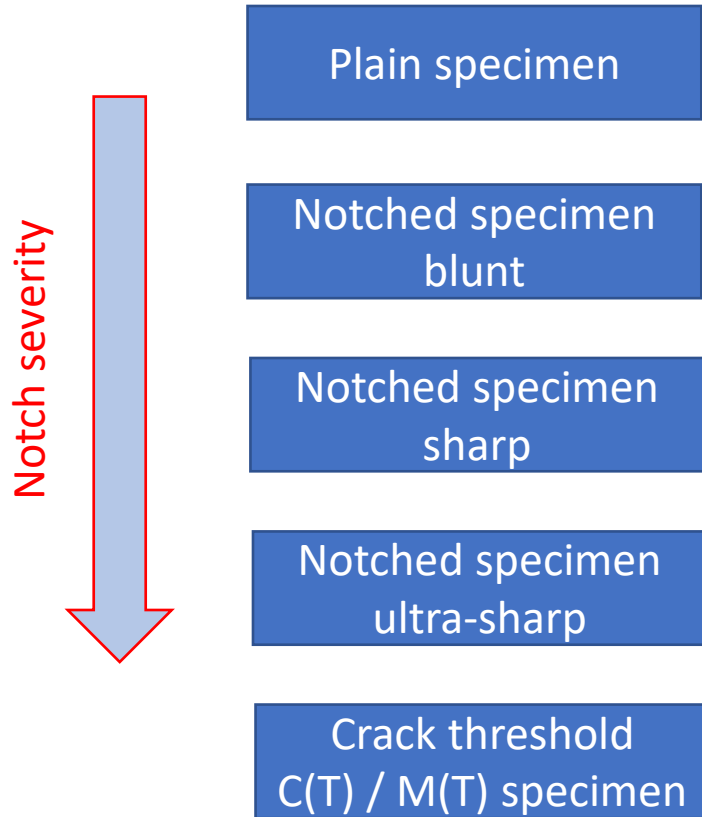 Plain specimen
Notched specimen
blunt
Notch severity
Notched specimen
sharp
Notched specimen
ultra-sharp
Crack threshold
C(T) / M(T) specimen